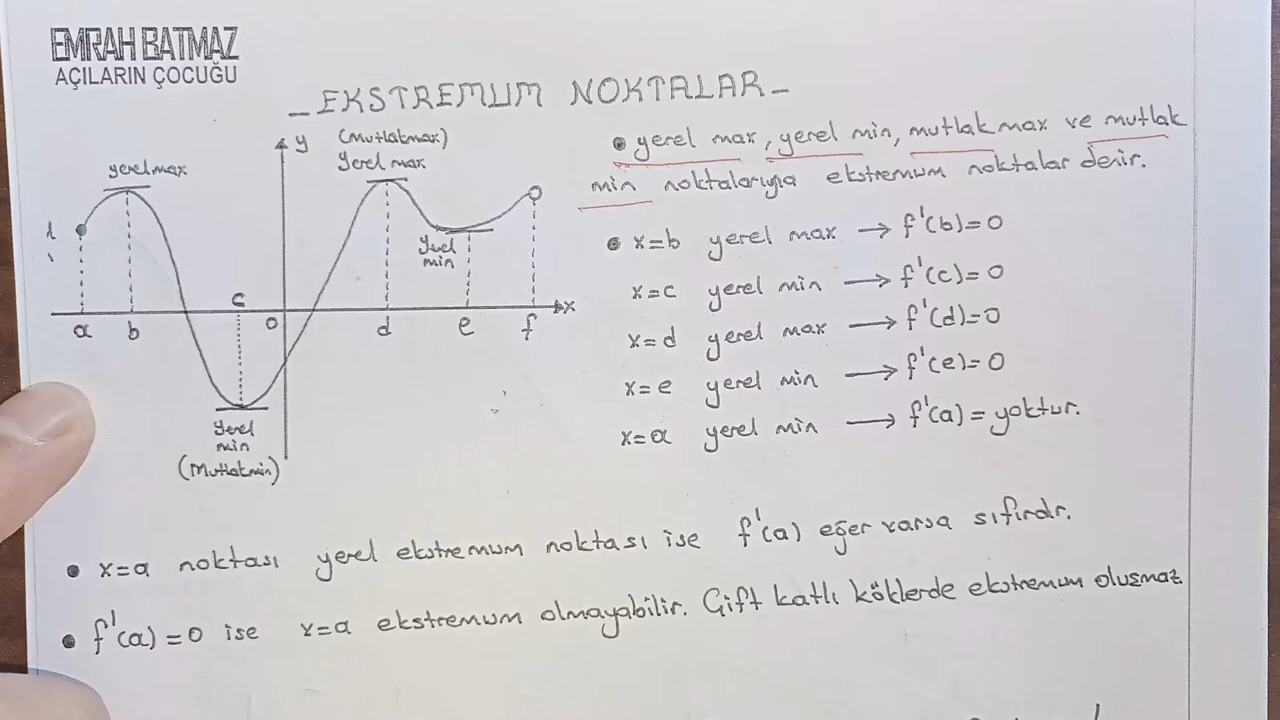 EMRAH BATMAZ
AÇILARIN ÇOCUĞU
_ EKSTREMUM NOKTALAR _
y
(Mutlakmax)
yerel max
yerel max
yerel
min
c
x
a
b
0
d
e
f
yerel
min
(Mutlakmin)
• yerel max, yerel min, mutlak max ve mutlak
min noktalarına ekstremum noktalar denir.
• x=b yerel max → f'(b)=0
x=c yerel min → f'(c)=0
x=d yerel max → f'(d)=0
x=e yerel min → f'(e)=0
x=a yerel min → f'(a)= yoktur.
• x=a noktası yerel ekstremum noktası ise f'(a) eğer varsa sıfırdır.
• f'(a)=0 ise x=a ekstremum olmayabilir. Çift katlı köklerde ekstremum oluşmaz